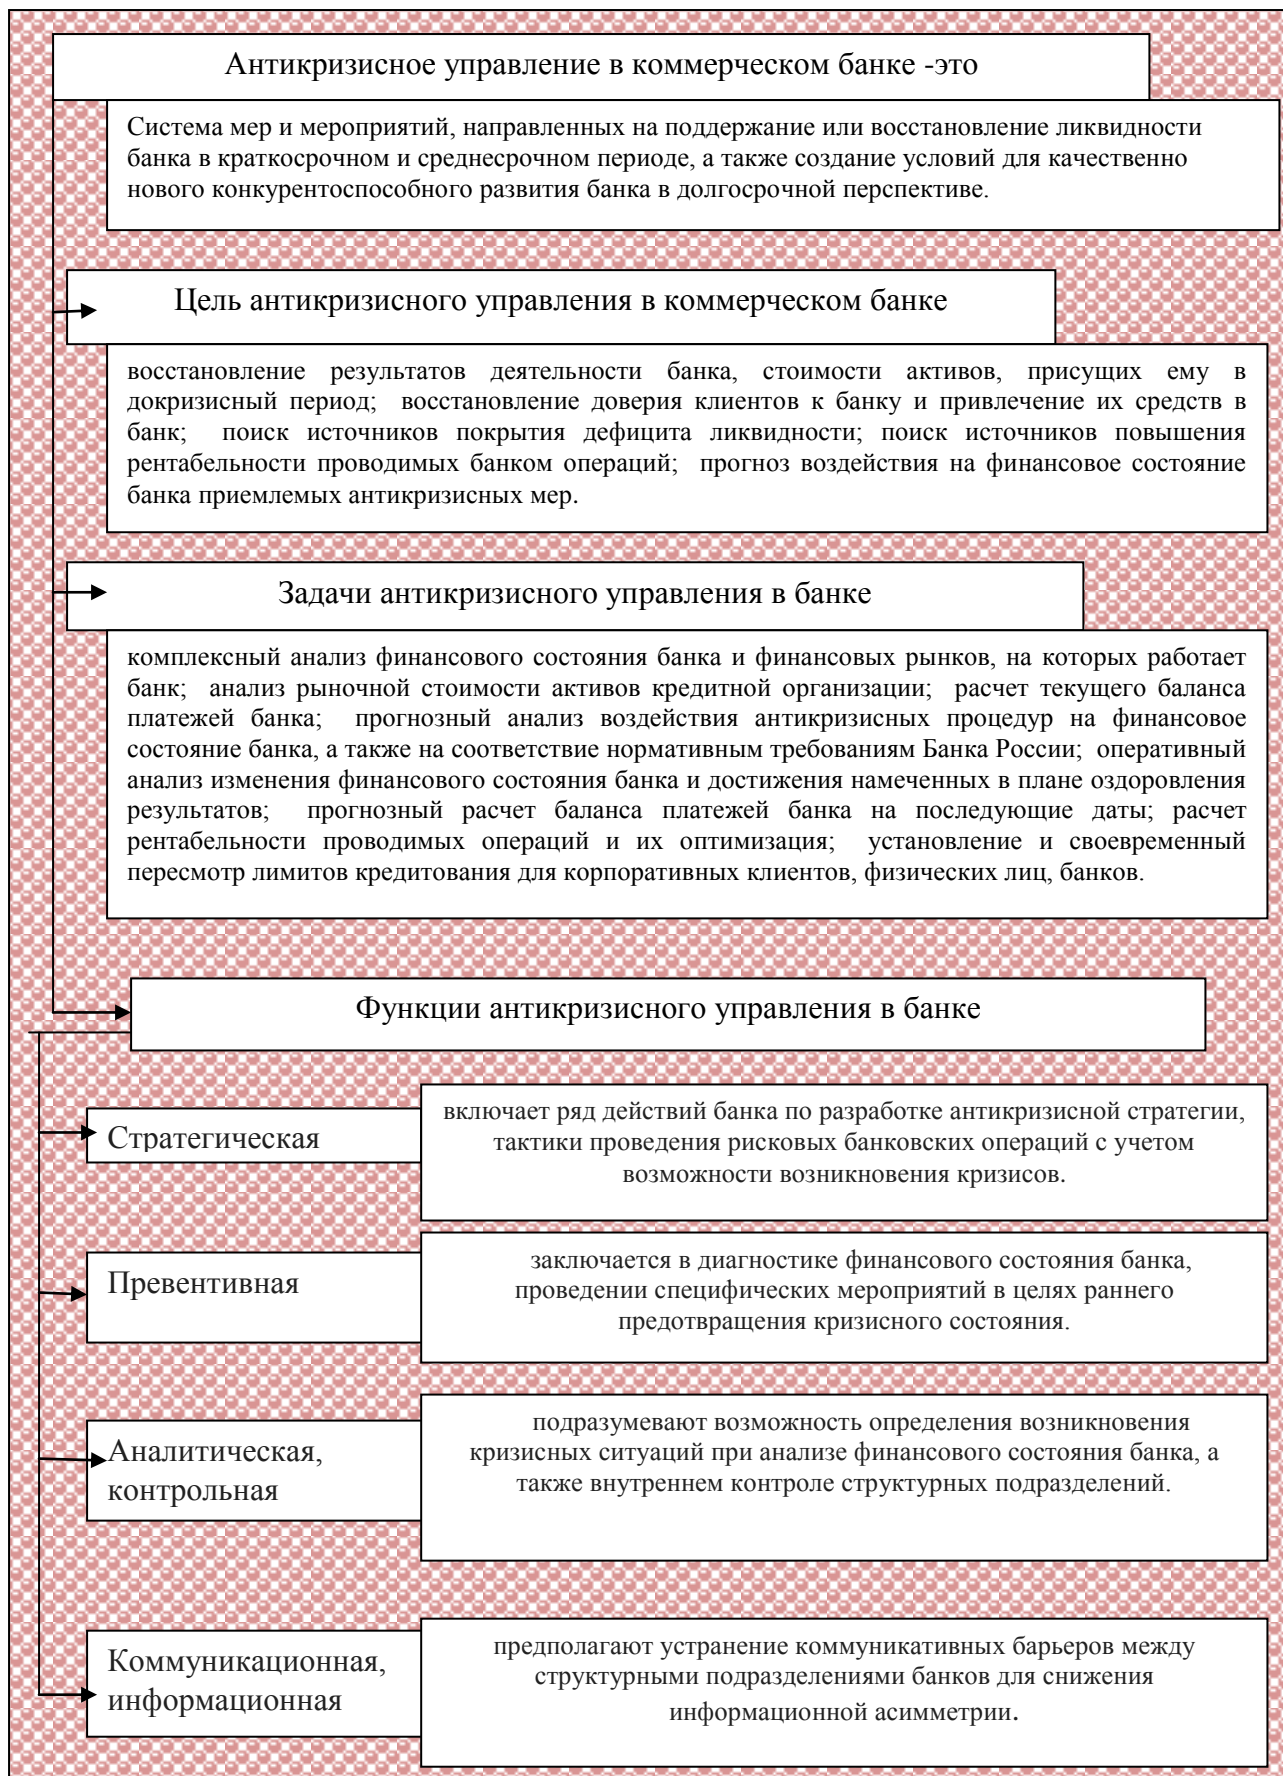 Антикризисное управление в коммерческом банке -это
Система мер и мероприятий, направленных на поддержание или восстановление ликвидности
банка в краткосрочном и среднесрочном периоде, а также создание условий для качественно
нового конкурентоспособного развития банка в долгосрочной перспективе.
Цель антикризисного управления в коммерческом банке
восстановление результатов деятельности банка, стоимости активов, присущих ему в
докризисный период; восстановление доверия клиентов к банку и привлечение их средств в
банк; поиск источников покрытия дефицита ликвидности; поиск источников повышения
рентабельности проводимых банком операций; прогноз воздействия на финансовое состояние
банка приемлемых антикризисных мер.
Задачи антикризисного управления в банке
комплексный анализ финансового состояния банка и финансовых рынков, на которых работает
банк; анализ рыночной стоимости активов кредитной организации; расчет текущего баланса
платежей банка; прогнозный анализ воздействия антикризисных процедур на финансовое
состояние банка, а также на соответствие нормативным требованиям Банка России; оперативный
анализ изменения финансового состояния банка и достижения намеченных в плане оздоровления
результатов; прогнозный расчет баланса платежей банка на последующие даты; расчет
рентабельности проводимых операций и их оптимизация; установление и своевременный
пересмотр лимитов кредитования для корпоративных клиентов, физических лиц, банков.
Функции антикризисного управления в банке
Стратегическая
включает ряд действий банка по разработке антикризисной стратегии,
тактики проведения рисковых банковских операций с учетом
возможности возникновения кризисов.
Превентивная
заключается в диагностике финансового состояния банка,
проведении специфических мероприятий в целях раннего
предотвращения кризисного состояния.
Аналитическая,
контрольная
подразумевают возможность определения возникновения
кризисных ситуаций при анализе финансового состояния банка, а
также внутреннем контроле структурных подразделений.
Коммуникационная,
информационная
предполагают устранение коммуникативных барьеров между
структурными подразделениями банков для снижения
информационной асимметрии.